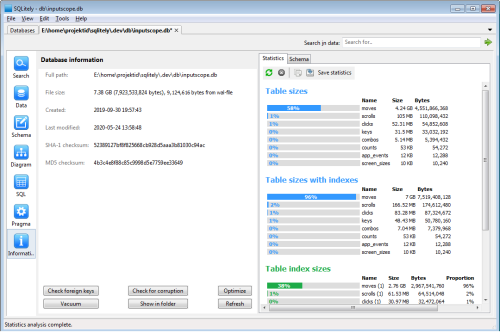 SQLitely - db\inputscope.db
File View Edit Tools Help
Databases E:\home\projektid\sqlitely\.dev\db\inputscope.db* ×
Search in data: Search for..
Search
Data
Schema
Diagram
SQL
Pragma
Informati..
Database information
Full path: E:\home\projektid\sqlitely\.dev\db\inputscope.db
File size 7.38 GB (7,923,533,824 bytes), 9,124,616 bytes from wal-file
Created: 2019-09-30 19:57:43
Last modified: 2020-05-24 13:58:48
SHA-1 checksum:
MD5 checksum:
Check foreign keys Check for corruption Optimize
Vacuum Show in folder Refresh
Statistics Schema
Save statistics
Table sizes
Name Size Bytes
58% moves 4.24 GB 4,551,866,368
1% scrolls 105 MB 110,098,432
1% clicks 52.31 MB 54,852,608
0% keys 31.5 MB 33,032,192
0% combos 5.14 MB 5,394,432
0% counts 53 KB 54,272
0% app_events 12 KB 12,288
0% screen_sizes 10 KB 10,240
Table sizes with indexes
Name Size Bytes
96% moves 7 GB 7,519,408,128
2% scrolls 166.52 MB 174,612,480
1% clicks 83.28 MB 87,324,672
1% keys 48.43 MB 50,780,160
0% combos 7.04 MB 7,379,968
0% counts 53 KB 54,272
0% app_events 12 KB 12,288
0% screen_sizes 10 KB 10,240
Table index sizes
Name Size Bytes Proportion
38% moves (1) 2.76 GB 2,967,541,760 96%
1% scrolls (1) 61.53 MB 64,514,048 2%
0% clicks (1) 30.97 MB 32,472,064 1%
Statistics analysis complete.